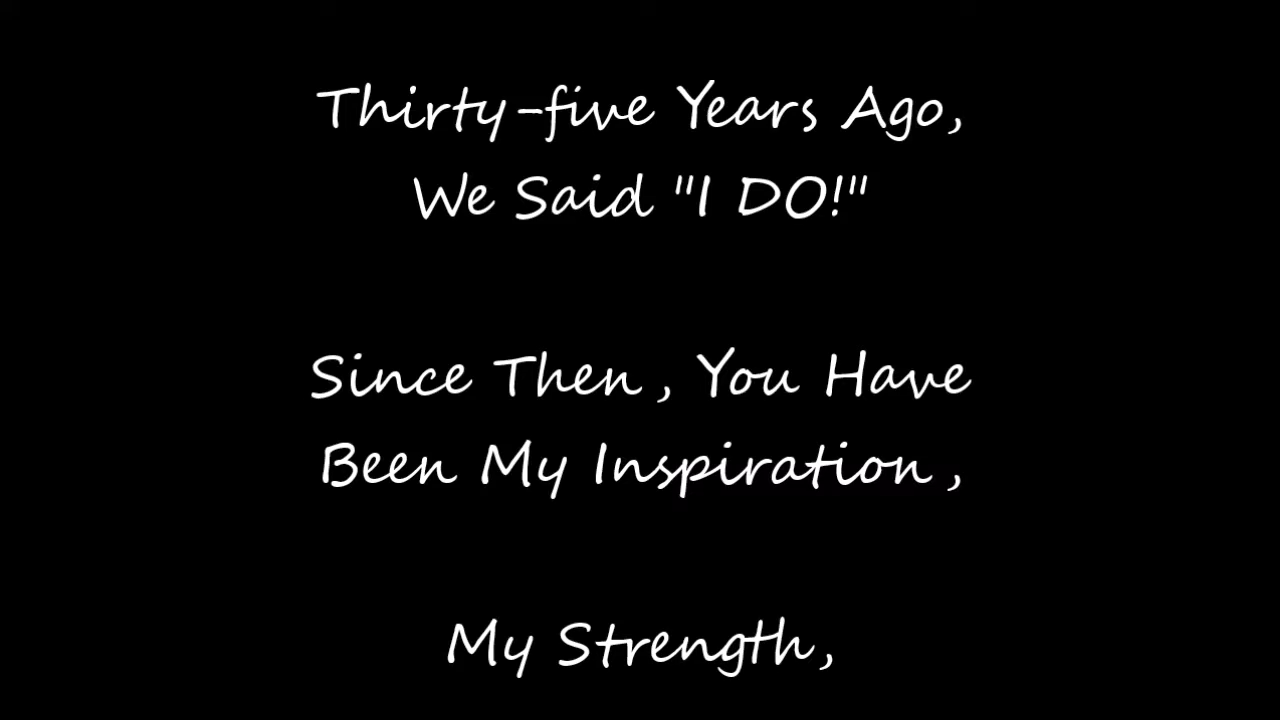 Thirty-five Years Ago,
We Said "I DO!"
Since Then, You Have
Been My Inspiration,
My Strength,